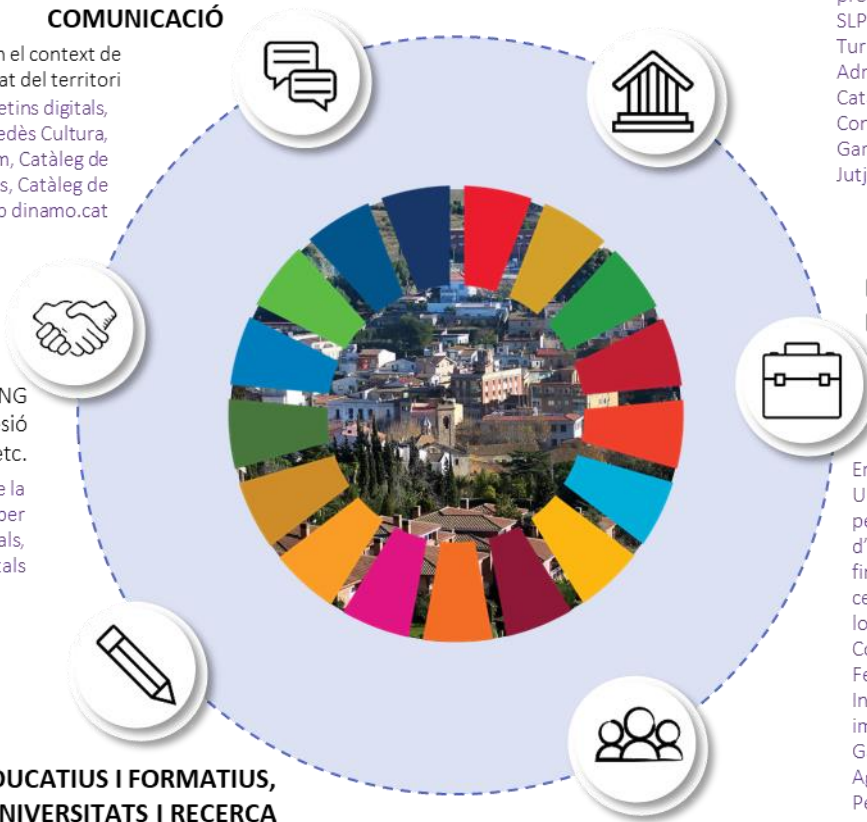 COMUNICACIÓ
el context de
at del territori
etins digitals,
edès Cultura,
Catàleg de
Catàleg de
dinamo.cat
SLP
Tur
Adr
Cat
Con
Gar
Jutj
NG
sió
etc.
e la
per
als,
tals
DUCATIUS I FORMATIUS,
NIVERSITATS I RECERCA
En
U
pe
d'
fin
ce
lo
Co
Fe
In
im
G
Ap
Pe